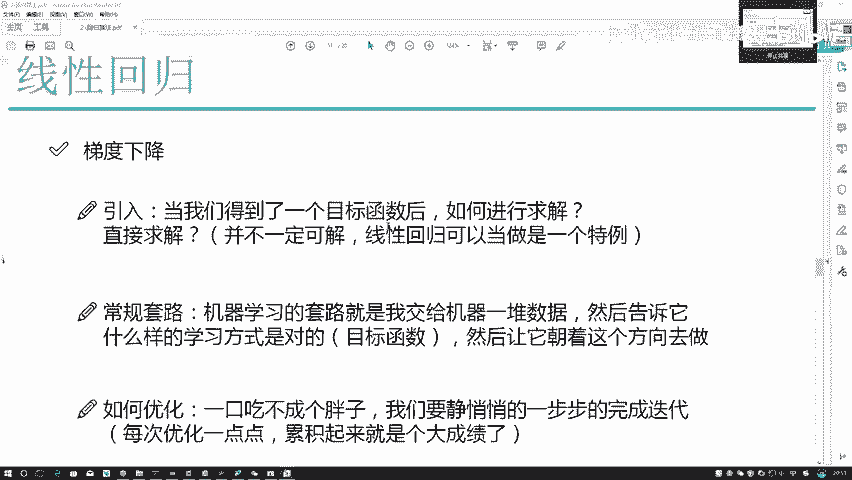 工具
线性回归
梯度下降
引入：当我们得到了一个目标函数后，如何进行求解？
直接求解？（并不一定可解，线性回归可以当做是一个特例）
常规套路：机器学习的套路就是我交给机器一堆数据，然后告诉它
什么样的学习方式是对的（目标函数），然后让它朝着这个方向去做
如何优化：一口吃不成个胖子，我们要静悄悄的一步步的完成迭代
（每次优化一点点，累积起来就是个大成绩了）